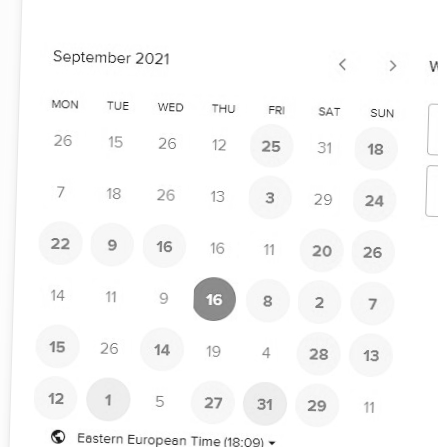 September 2021
W
MON TUE WED THU FRI SAT SUN
26 15 26 12 25 31 18
7 18 26 13 3 29 24
22 9 16 16 11 20 26
14 11 9 16 8 2 7
15 26 14 19 4 28 13
12 1 5 27 31 29 11
Eastern European Time (18:09)